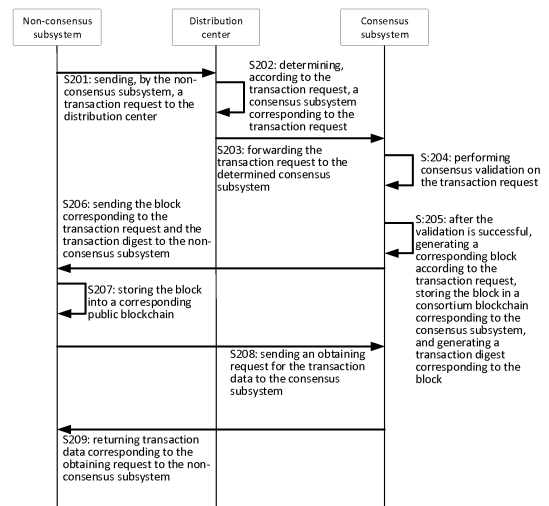 Non-consensus
subsystem
Distribution
center
Consensus
subsystem
S201: sending, by the non-
consensus subsystem, a
transaction request to the
distribution center
S202: determining,
according to the
transaction request, a
consensus subsystem
corresponding to the
transaction request
S203: forwarding the
transaction request to the
determined consensus
subsystem
S:204: performing
consensus validation on
the transaction request
S:205: after the
validation is successful,
generating a
corresponding block
according to the
transaction request,
storing the block in a
consortium blockchain
corresponding to the
consensus subsystem,
and generating a
transaction digest
corresponding to the
block
S206: sending the block
corresponding to the
transaction request and the
transaction digest to the non-
consensus subsystem
S207: storing the block
into a corresponding
public blockchain
S208: sending an obtaining
request for the transaction
data to the consensus
subsystem
S209: returning transaction
data corresponding to the
obtaining request to the non-
consensus subsystem